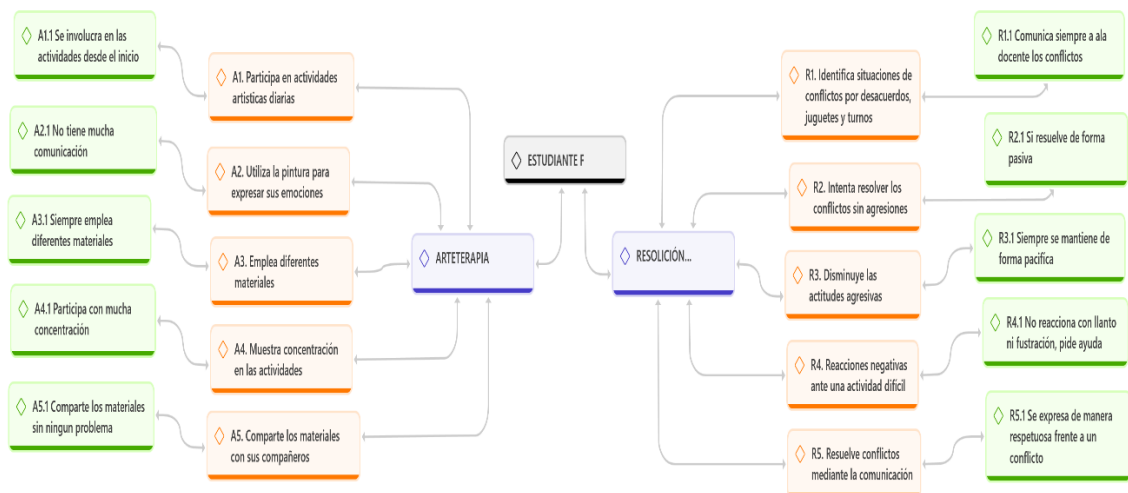 A1.1 Se involucra en las
actividades desde el inicio
A1. Participa en actividades
artisticas diarias
A2.1 No tiene mucha
comunicación
A2. Utiliza la pintura para
expresar sus emociones
A3.1 Siempre emplea
diferentes materiales
A3. Emplea diferentes
materiales
A4.1 Participa con mucha
concentración
A4. Muestra concentración
en las actividades
A5.1 Comparte los materiales
sin ningun problema
A5. Comparte los materiales
con sus compañeros
ARTETERAPIA
ESTUDIANTE F
RESOLICIÓN...
R1. Identifica situaciones de
conflictos por desacuerdos,
juguetes y turnos
R1.1 Comunica siempre a ala
docente los conflictos
R2. Intenta resolver los
conflictos sin agresiones
R2.1 Si resuelve de forma
pasiva
R3. Disminuye las
actitudes agresivas
R3.1 Siempre se mantiene de
forma pacifica
R4. Reacciones negativas
ante una actividad difícil
R4.1 No reacciona con llanto
ni fustración, pide ayuda
R5. Resuelve conflictos
mediante la comunicación
R5.1 Se expresa de manera
respetuosa frente a un
conflicto